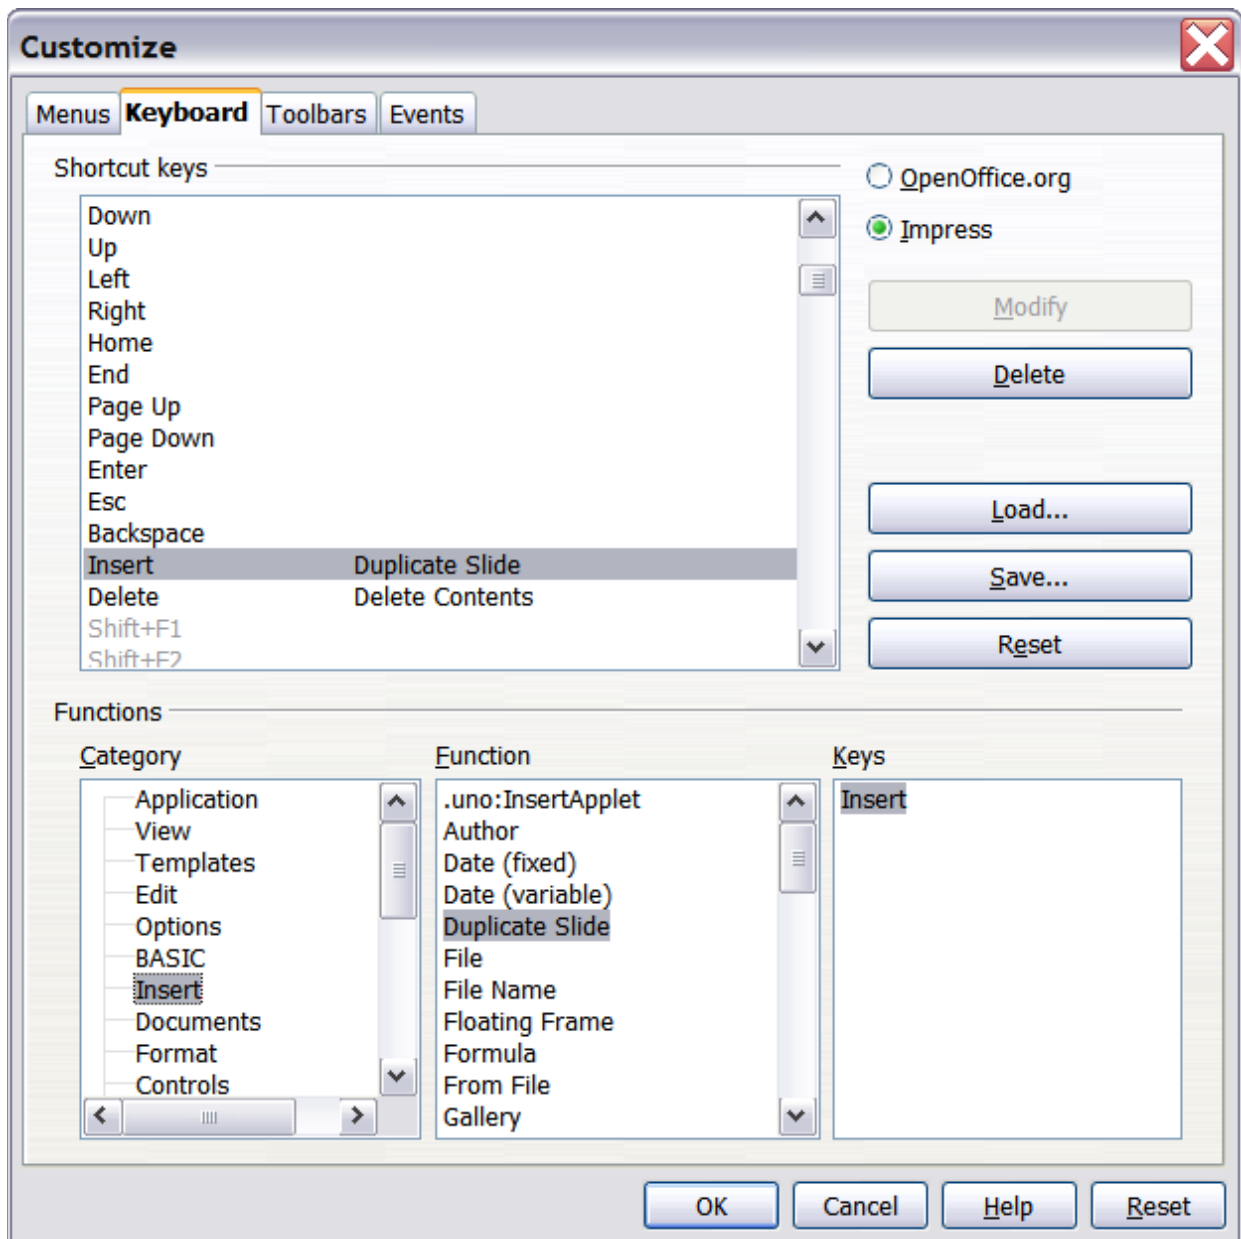 Customize
Menus Keyboard Toolbars Events
Shortcut keys
Down
Up
Left
Right
Home
End
Page Up
Page Down
Enter
Esc
Backspace
Insert Duplicate Slide
Delete Delete Contents
Shift+F1
Shift+F2
OpenOffice.org
Impress
Modify
Delete
Load...
Save...
Reset
Functions
Category
Application
View
Templates
Edit
Options
BASIC
Insert
Documents
Format
Controls
Function
.uno:InsertApplet
Author
Date (fixed)
Date (variable)
Duplicate Slide
File
File Name
Floating Frame
Formula
From File
Gallery
Keys
Insert
OK Cancel Help Reset